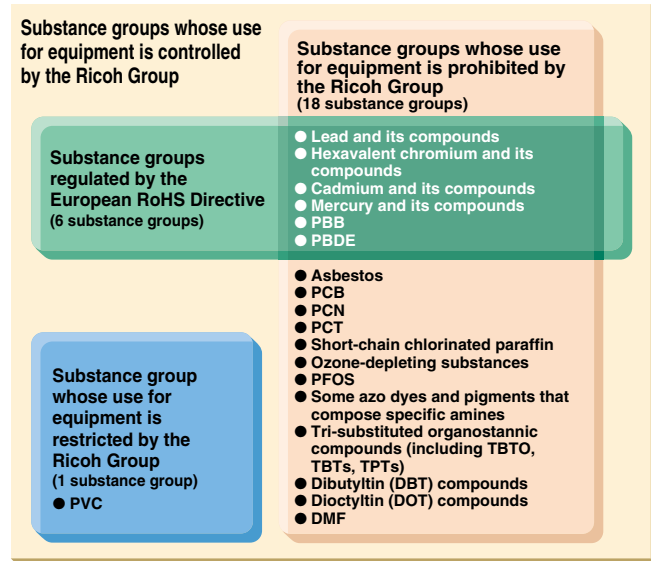 Substance groups whose use
for equipment is controlled
by the Ricoh Group
Substance groups whose use
for equipment is prohibited by
the Ricoh Group
(18 substance groups)
Substance groups
regulated by the
European RoHS Directive
(6 substance groups)
● Lead and its compounds
● Hexavalent chromium and its
compounds
● Cadmium and its compounds
● Mercury and its compounds
● PBB
● PBDE
● Asbestos
● PCB
● PCN
● PCT
● Short-chain chlorinated paraffin
● Ozone-depleting substances
● PFOS
● Some azo dyes and pigments that
compose specific amines
● Tri-substituted organostannic
compounds (including TBTO,
TBTs, TPTs)
● Dibutyltin (DBT) compounds
● Dioctyltin (DOT) compounds
● DMF
Substance group
whose use for
equipment is
restricted by the
Ricoh Group
(1 substance group)
● PVC